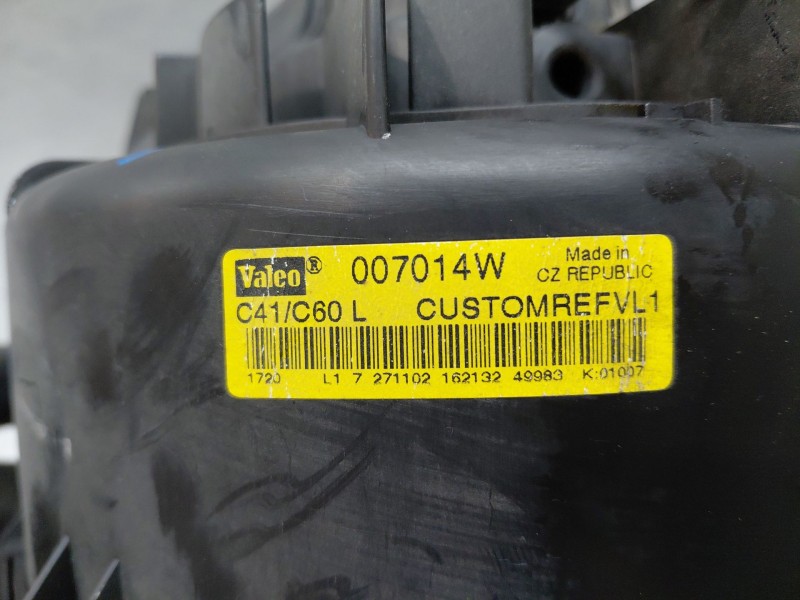 Valeo ® 007014W Made in
CZ REPUBLIC
C41/C60 L CUSTOMREFVL1
1720 L1 7 271102 162132 49983 K:01007